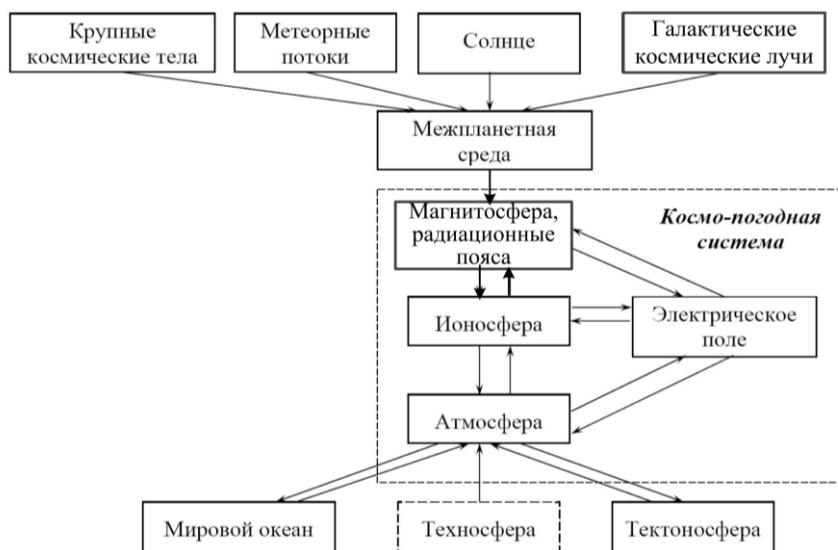 Крупные
космические тела
Метеорные
потоки
Солнце
Галактические
космические лучи
Межпланетная
среда
Магнитосфера,
радиационные
пояса
Космо-погодная
система
Ионосфера
Электрическое
поле
Атмосфера
Мировой океан
Техносфера
Тектоносфера